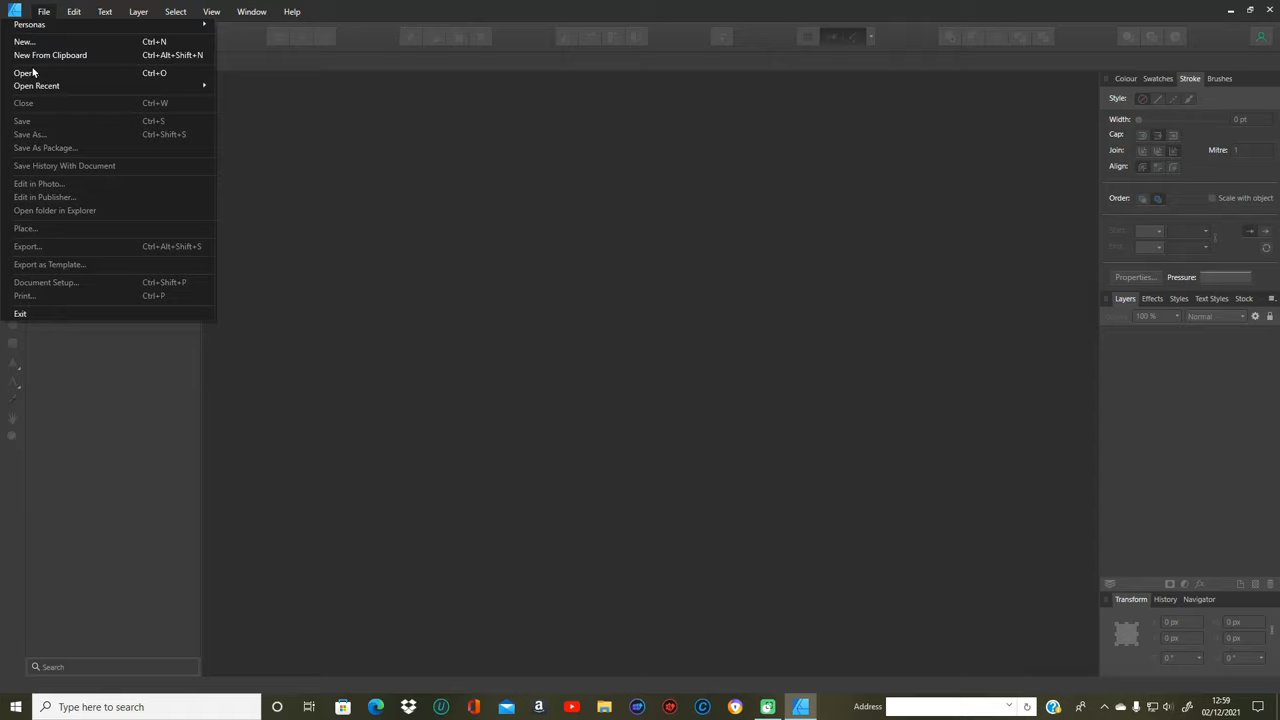 File Edit Text Layer Select View Window Help
Personas
New... Ctrl+N
New From Clipboard Ctrl+Alt+Shift+N
Open Ctrl+O
Open Recent
Close Ctrl+W
Save Ctrl+S
Save As... Ctrl+Shift+S
Save As Package...
Save History With Document
Edit in Photo...
Edit in Publisher...
Open folder in Explorer
Place...
Export... Ctrl+Alt+Shift+S
Export as Template...
Document Setup... Ctrl+Shift+P
Print... Ctrl+P
Exit
Search
Colour Swatches Stroke Brushes
Style:
Width: 0 pt
Cap:
Join: Mitre: 1
Align:
Order: Scale with object
Properties... Pressure:
Layers Effects Styles Text Styles Stock
100 % Normal
Transform History Navigator
X: 0 px W: 0 px
Y: 0 px H: 0 px
0 ° 0 °
Type here to search
Address
12:59
02/12/2021